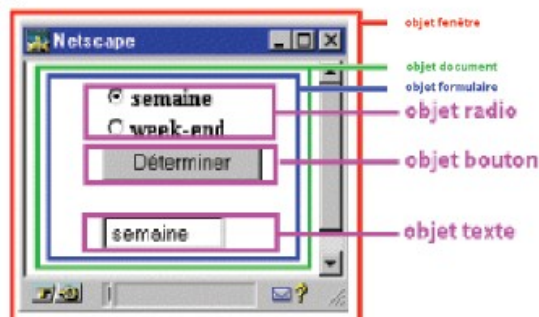 objet fenêtre
Netscape
objet document
objet formulaire
semaine
objet radio
week-end
Déterminer
objet bouton
semaine
objet texte